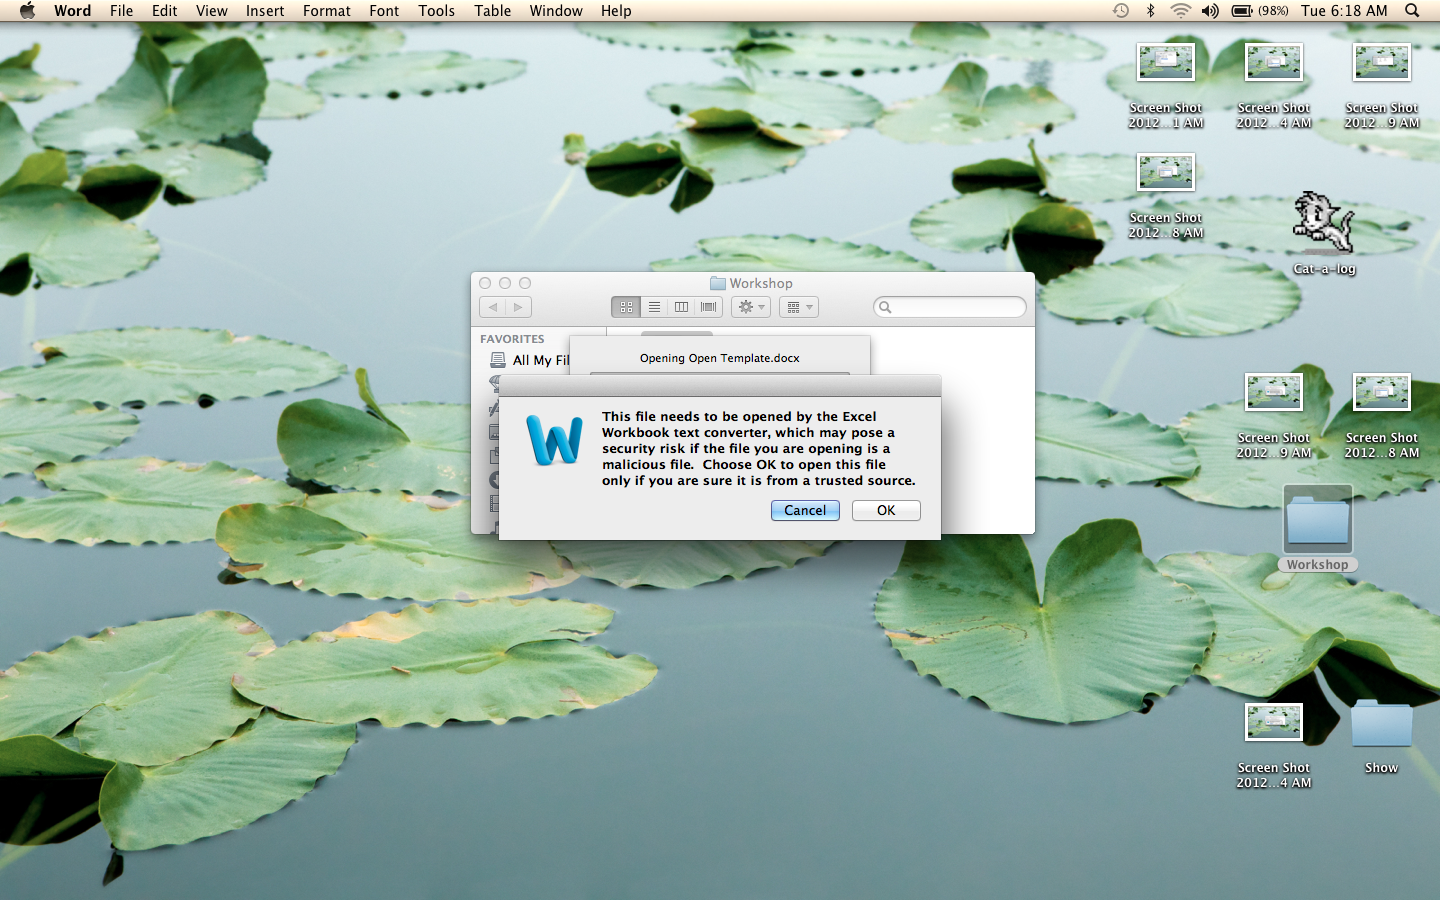 Word File Edit View Insert Format Font Tools Table Window Help
(98%) Tue 6:18 AM
Screen Shot
2012...1 AM
Screen Shot
2012...4 AM
Screen Shot
2012...9 AM
Screen Shot
2012...8 AM
Cat-a-log
Workshop
FAVORITES
All My Fil
Opening Open Template.docx
This file needs to be opened by the Excel
Workbook text converter, which may pose a
security risk if the file you are opening is a
malicious file. Choose OK to open this file
only if you are sure it is from a trusted source.
Cancel OK
Screen Shot
2012...9 AM
Screen Shot
2012...8 AM
Workshop
Screen Shot
2012...4 AM
Show